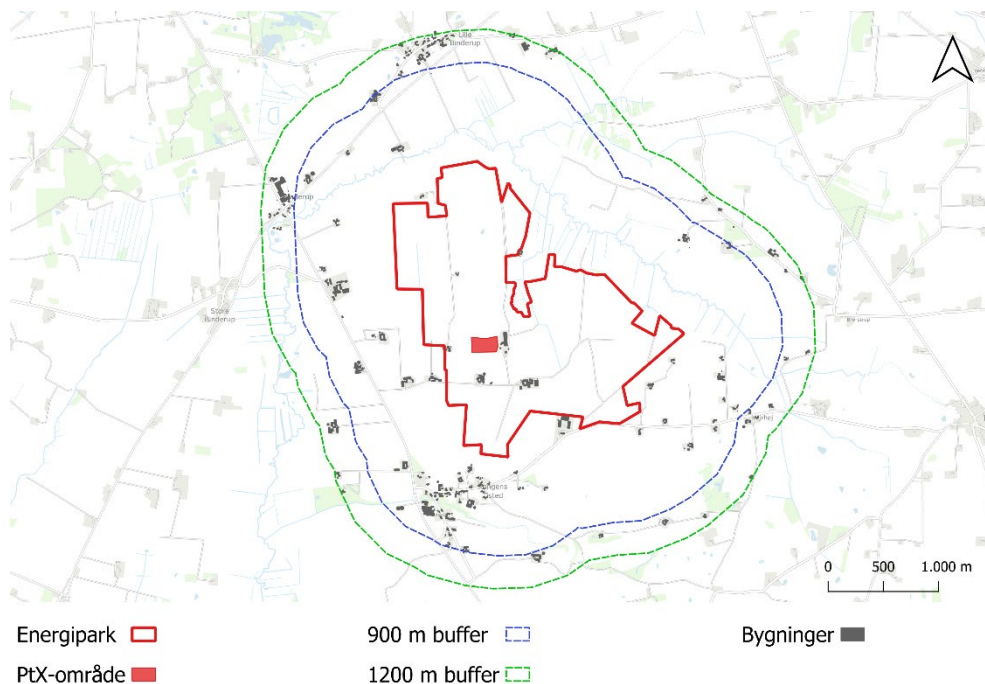 Lille
Binderup
Store
Binderup
0 500 1.000 m
Energipark
900 m buffer
Bygninger
PtX-område
1200 m buffer